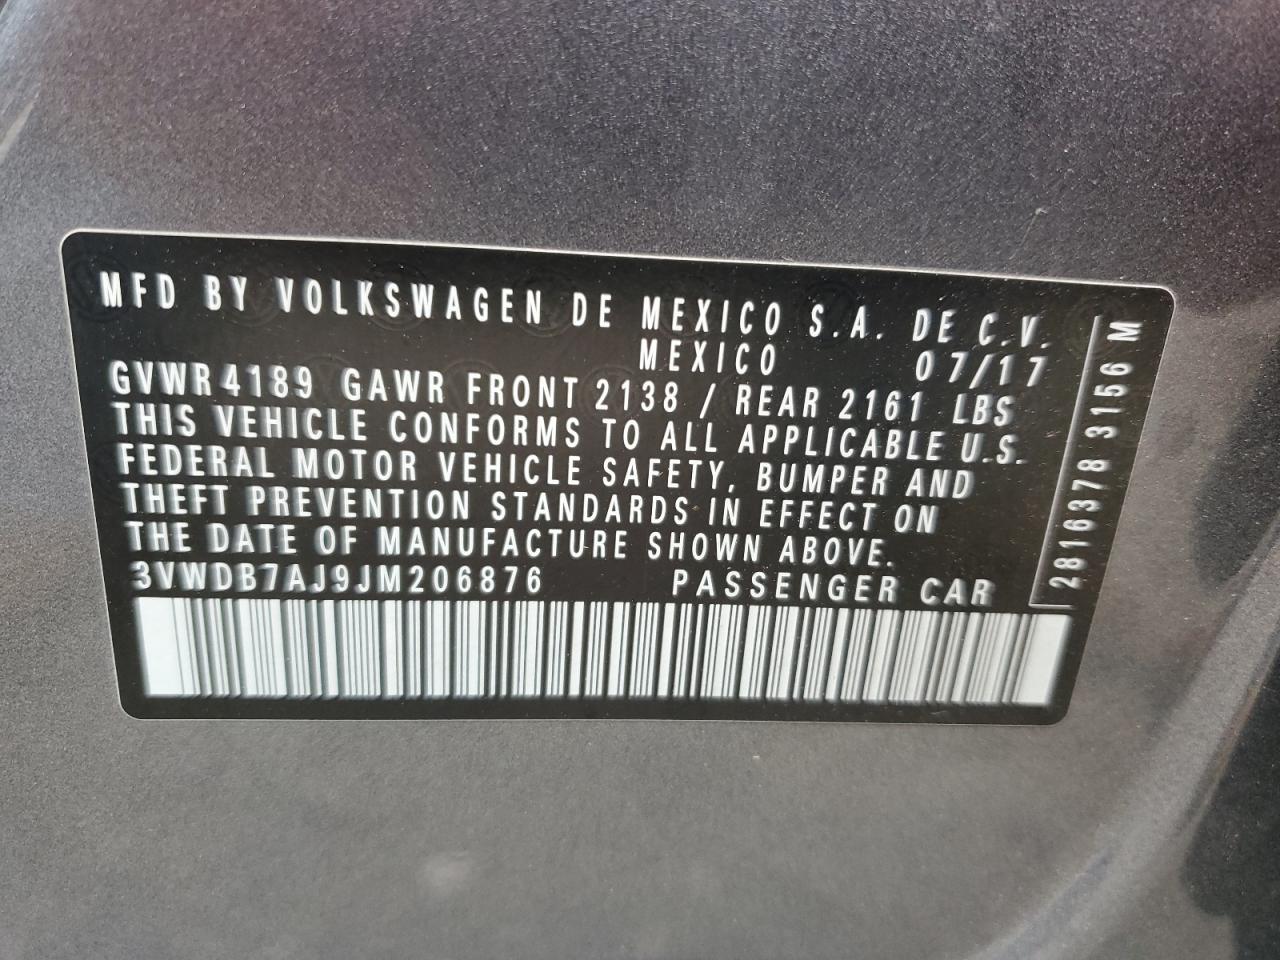 MFD BY VOLKSWAGEN DE MEXICO S.A. DE C.V.
MEXICO 07/17
GVWR 4189 GAWR FRONT 2138 / REAR 2161 LBS
THIS VEHICLE CONFORMS TO ALL APPLICABLE U.S.
FEDERAL MOTOR VEHICLE SAFETY, BUMPER AND
THEFT PREVENTION STANDARDS IN EFFECT ON
THE DATE OF MANUFACTURE SHOWN ABOVE.
3VWDB7AJ9JM206876 PASSENGER CAR
2816378 3156 M